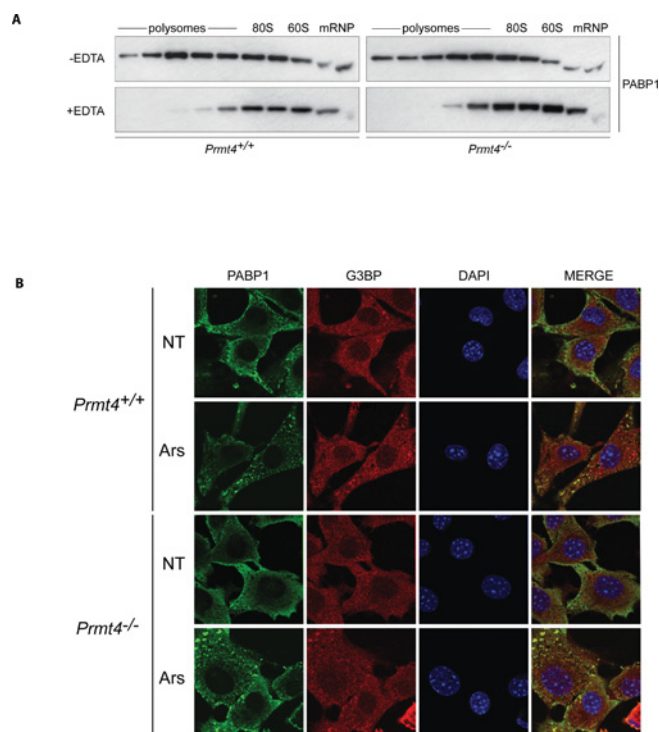 A
polysomes 80S 60S mRNP polysomes 80S 60S mRNP
-EDTA
PABP1
+EDTA
Prmt4+/+ Prmt4-/-
B
PABP1 G3BP DAPI MERGE
NT
Prmt4+/+
Ars
NT
Prmt4-/-
Ars